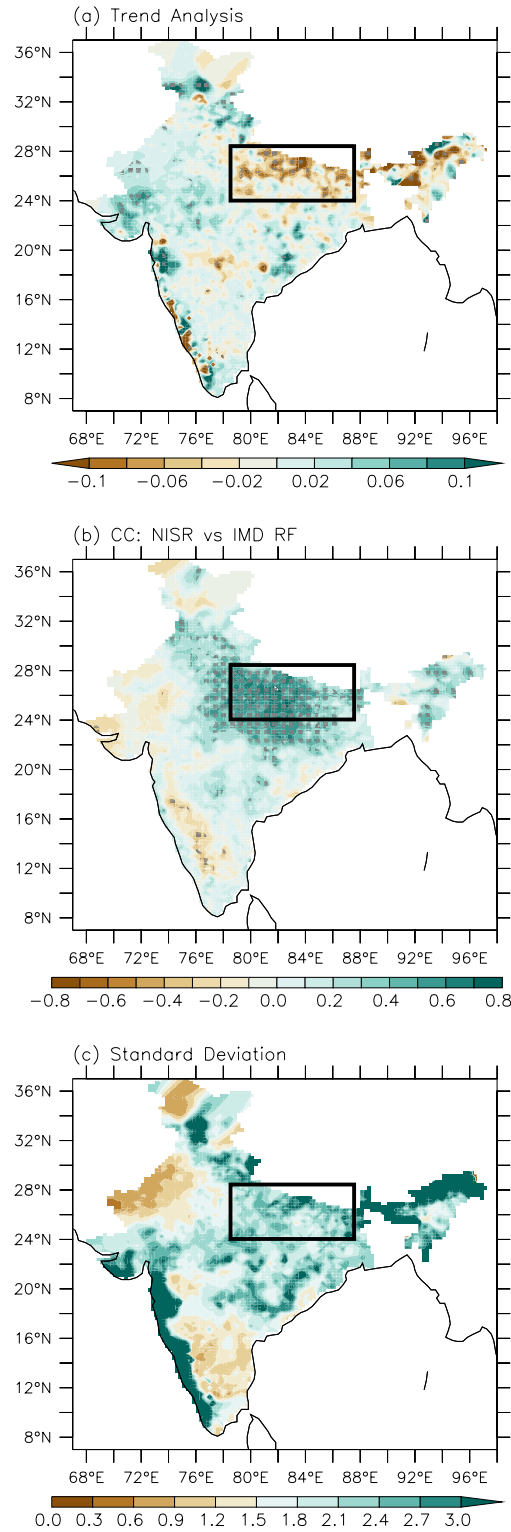 (a) Trend Analysis
36°N
32°N
28°N
24°N
20°N
16°N
12°N
8°N
68°E 72°E 76°E 80°E 84°E 88°E 92°E 96°E
−0.1 −0.06 −0.02 0.02 0.06 0.1
(b) CC: NISR vs IMD RF
36°N
32°N
28°N
24°N
20°N
16°N
12°N
8°N
68°E 72°E 76°E 80°E 84°E 88°E 92°E 96°E
−0.8 −0.6 −0.4 −0.2 0.0 0.2 0.4 0.6 0.8
(c) Standard Deviation
36°N
32°N
28°N
24°N
20°N
16°N
12°N
8°N
68°E 72°E 76°E 80°E 84°E 88°E 92°E 96°E
0.0 0.3 0.6 0.9 1.2 1.5 1.8 2.1 2.4 2.7 3.0